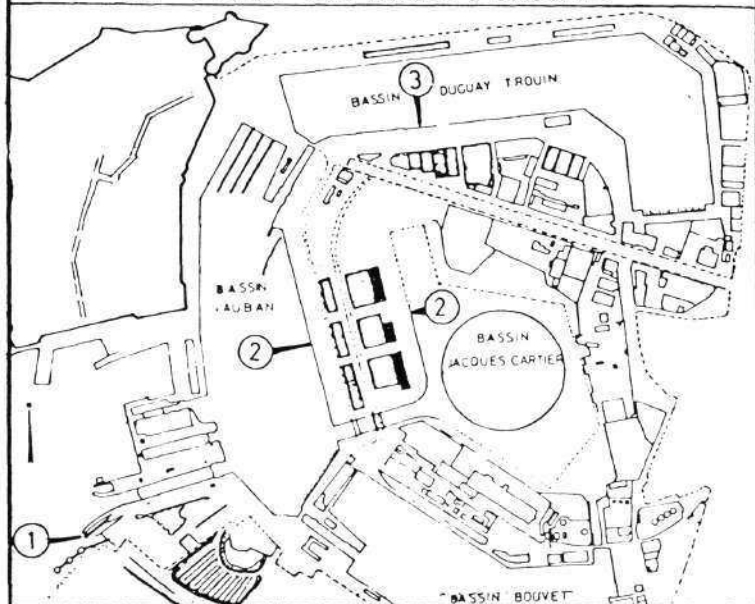 3
BASSIN DUGUAY TROUIN
BASSIN
VAUBAN
2
2
BASSIN
JACQUES CARTIER
1
BASSIN BOUVET